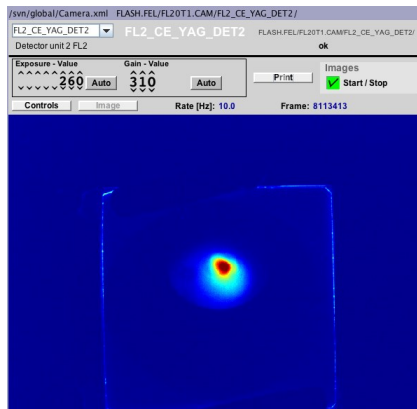 /svn/global/Camera.xml FLASH.FEL/FL20T1.CAM/FL2_CE_YAG_DET2/
FL2_CE_YAG_DET2 FL2_CE_YAG_DET2 FLASH.FEL/FL20T1.CAM/FL2_CE_YAG_DET2/
Detector unit 2 FL2 ok
Exposure - Value Gain - Value Images
260 Auto 310 Auto Print Start / Stop
Controls Image Rate [Hz]: 10.0 Frame: 8113413